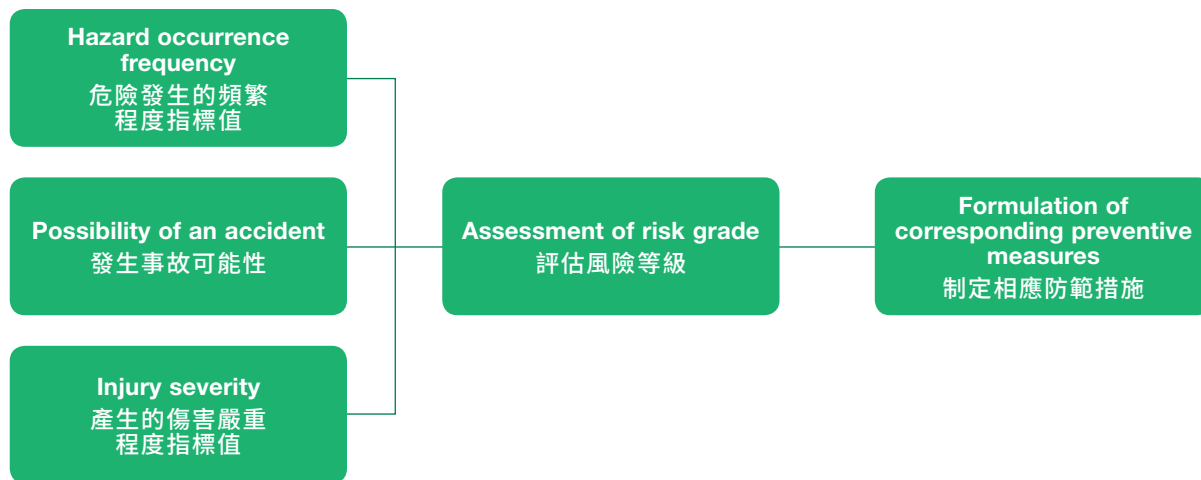 Hazard occurrence
frequency
危險發生的頻繁
程度指標值
Possibility of an accident
發生事故可能性
Injury severity
產生的傷害嚴重
程度指標值
Assessment of risk grade
評估風險等級
Formulation of
corresponding preventive
measures
制定相應防範措施